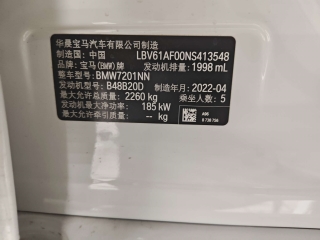 华晨宝马汽车有限公司制造
制造国: 中国 LBV61AF00NS413548
品牌: 宝马(BMW)牌 发动机排量: 1998 mL
整车型号: BMW7201NN
发动机型号: B48B20D 制造年月: 2022-04
最大允许总质量: 2260 kg 乘坐人数: 5
发动机最大净功率: 185 kW
最大允许牵引质量: -- kg